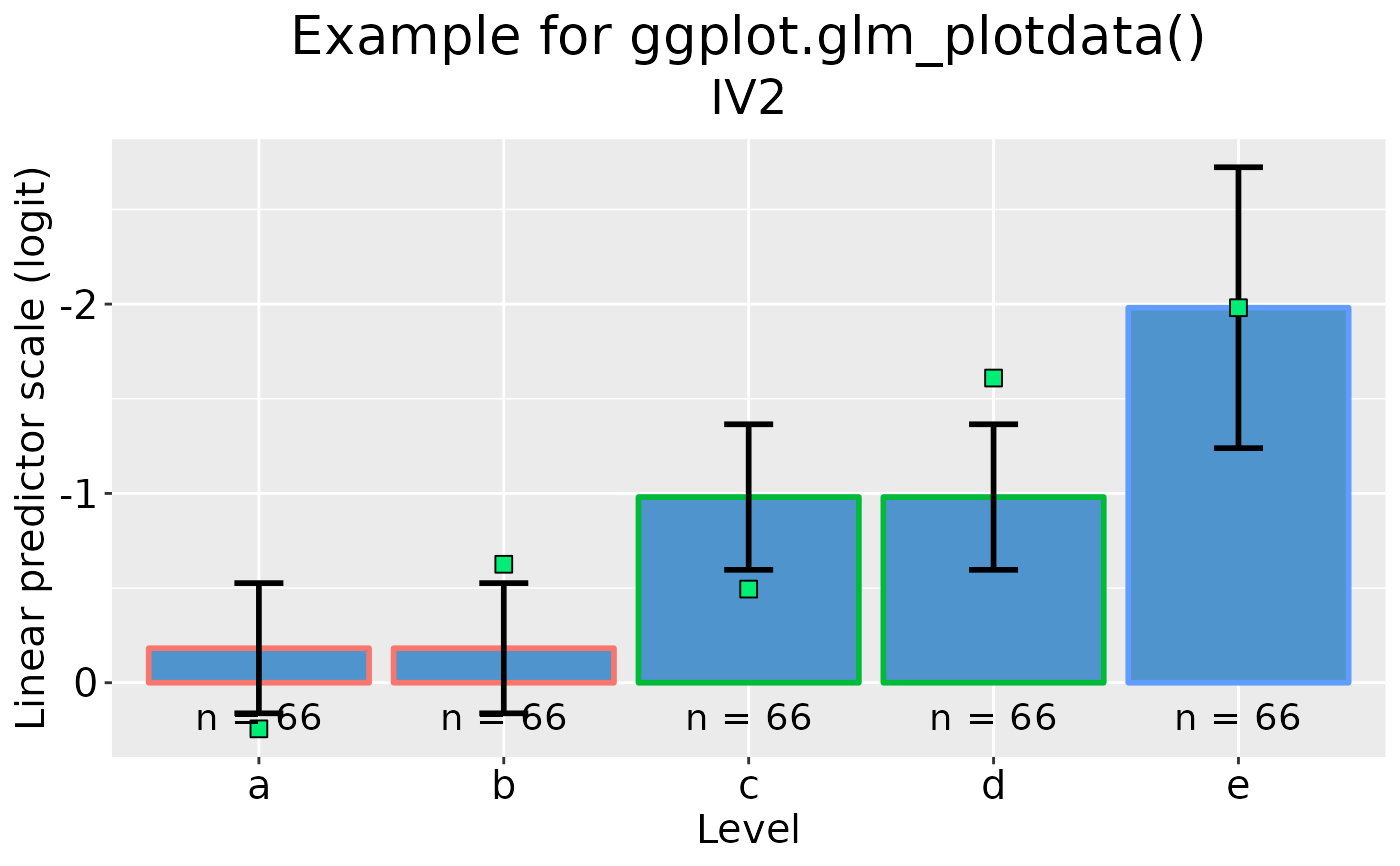 Example for ggplot.glm_plotdata()
IV2
Linear predictor scale (logit)
-2
-1
0
n = 66 n = 66 n = 66 n = 66 n = 66
a b c d e
Level